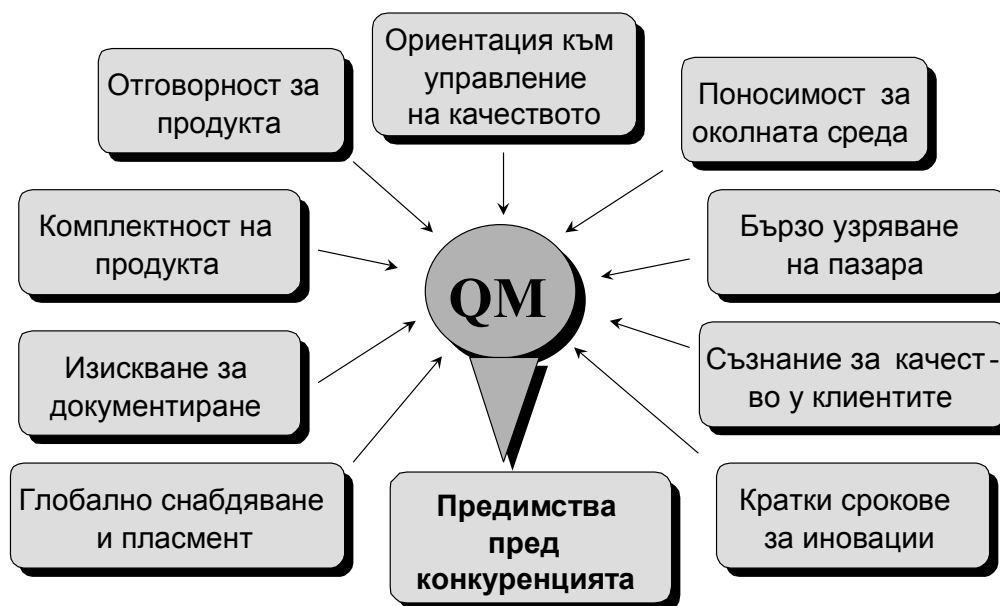 Ориентация към
управление
на качеството
Отговорност за
продукта
Поносимост за
околната среда
Комплектност на
продукта
Бързо узряване
на пазара
QM
Изискване за
документиране
Съзнание за качест-
во у клиентите
Глобално снабдяване
и пласмент
Предимства
пред
конкуренцията
Кратки срокове
за иновации